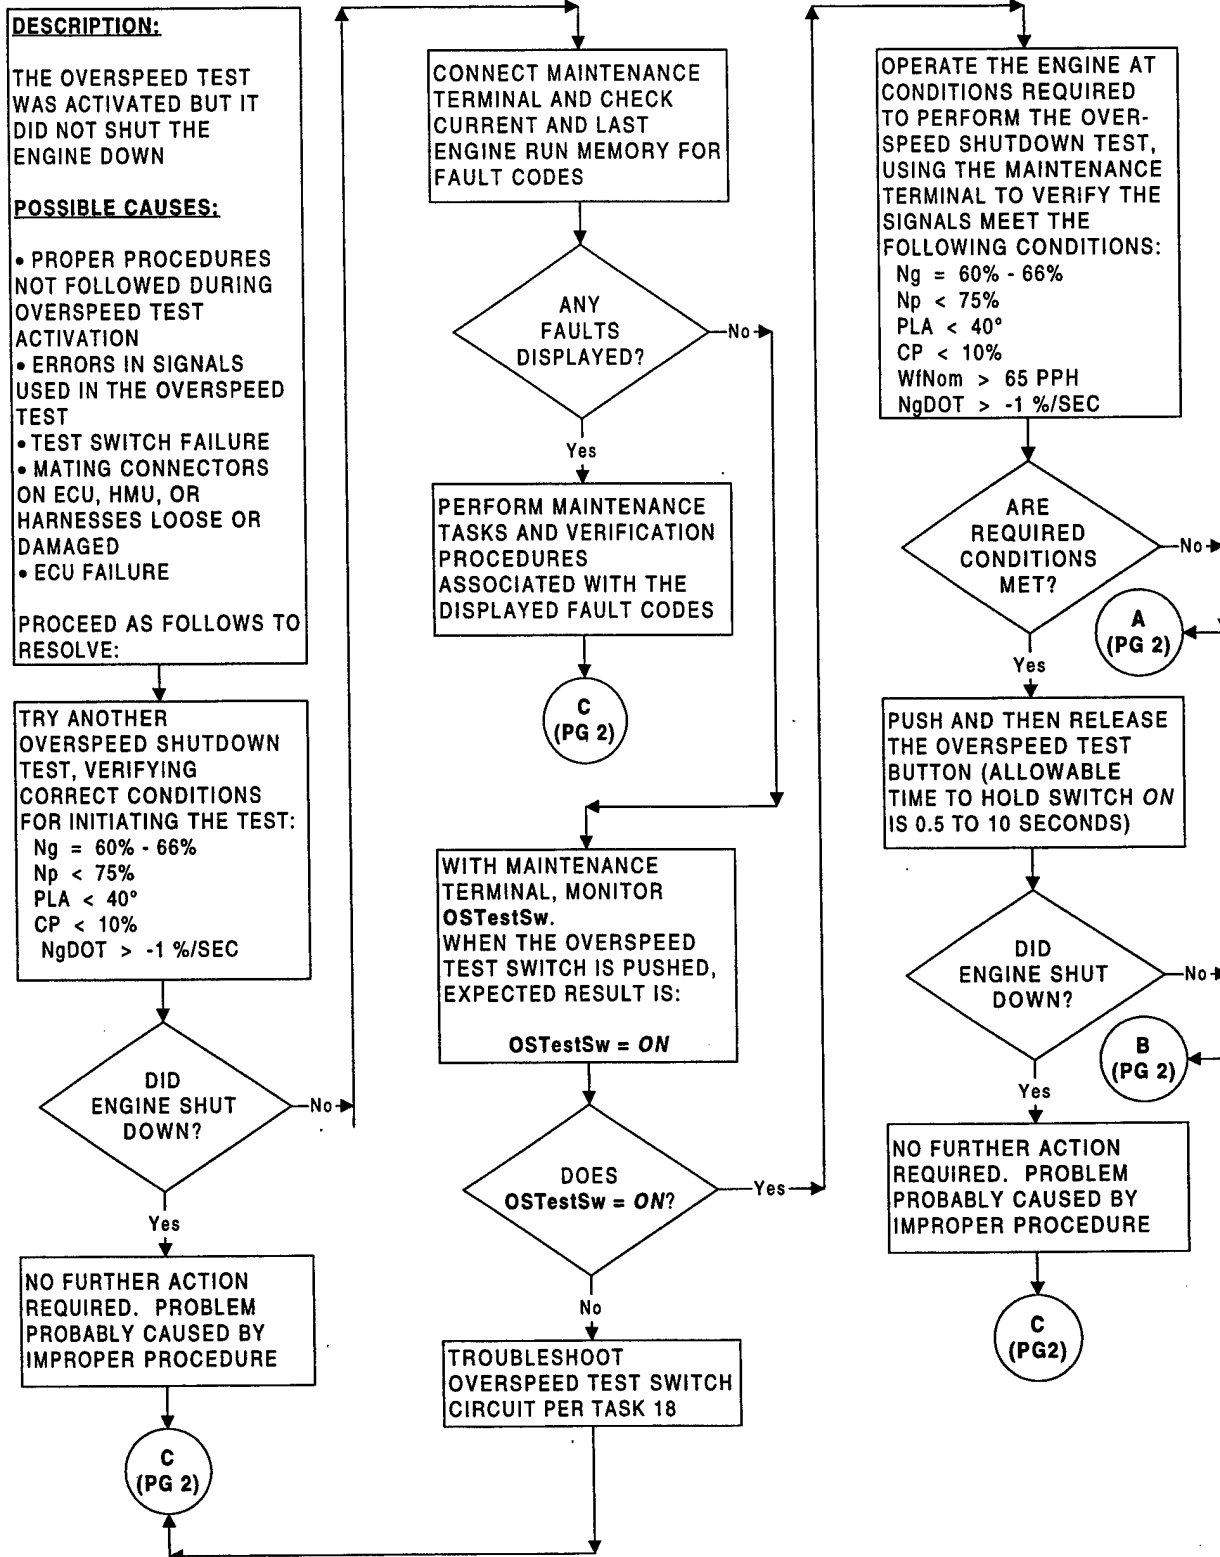 DESCRIPTION:
THE OVERSPEED TEST
WAS ACTIVATED BUT IT
DID NOT SHUT THE
ENGINE DOWN
POSSIBLE CAUSES:
• PROPER PROCEDURES
NOT FOLLOWED DURING
OVERSPEED TEST
ACTIVATION
• ERRORS IN SIGNALS
USED IN THE OVERSPEED
TEST
• TEST SWITCH FAILURE
• MATING CONNECTORS
ON ECU, HMU, OR
HARNESSES LOOSE OR
DAMAGED
• ECU FAILURE
PROCEED AS FOLLOWS TO
RESOLVE:
TRY ANOTHER
OVERSPEED SHUTDOWN
TEST, VERIFYING
CORRECT CONDITIONS
FOR INITIATING THE TEST:
Ng = 60% - 66%
Np < 75%
PLA < 40°
CP < 10%
NgDOT > -1 %/SEC
DID
ENGINE SHUT
DOWN?
No
Yes
NO FURTHER ACTION
REQUIRED. PROBLEM
PROBABLY CAUSED BY
IMPROPER PROCEDURE
C
(PG 2)
CONNECT MAINTENANCE
TERMINAL AND CHECK
CURRENT AND LAST
ENGINE RUN MEMORY FOR
FAULT CODES
ANY
FAULTS
DISPLAYED?
No
Yes
PERFORM MAINTENANCE
TASKS AND VERIFICATION
PROCEDURES
ASSOCIATED WITH THE
DISPLAYED FAULT CODES
C
(PG 2)
WITH MAINTENANCE
TERMINAL, MONITOR
OSTestSw.
WHEN THE OVERSPEED
TEST SWITCH IS PUSHED,
EXPECTED RESULT IS:
OSTestSw = ON
DOES
OSTestSw = ON?
Yes
No
TROUBLESHOOT
OVERSPEED TEST SWITCH
CIRCUIT PER TASK 18
OPERATE THE ENGINE AT
CONDITIONS REQUIRED
TO PERFORM THE OVER-
SPEED SHUTDOWN TEST,
USING THE MAINTENANCE
TERMINAL TO VERIFY THE
SIGNALS MEET THE
FOLLOWING CONDITIONS:
Ng = 60% - 66%
Np < 75%
PLA < 40°
CP < 10%
WfNom > 65 PPH
NgDOT > -1 %/SEC
ARE
REQUIRED
CONDITIONS
MET?
No
A
(PG 2)
Yes
PUSH AND THEN RELEASE
THE OVERSPEED TEST
BUTTON (ALLOWABLE
TIME TO HOLD SWITCH ON
IS 0.5 TO 10 SECONDS)
DID
ENGINE SHUT
DOWN?
No
B
(PG 2)
Yes
NO FURTHER ACTION
REQUIRED. PROBLEM
PROBABLY CAUSED BY
IMPROPER PROCEDURE
C
(PG2)